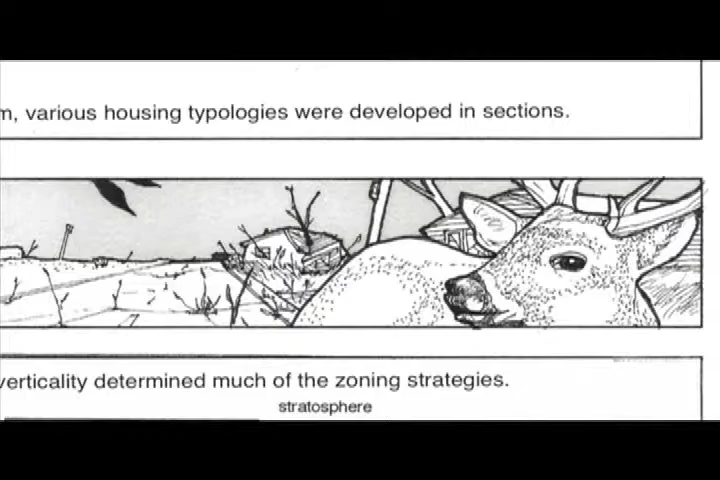 m, various housing typologies were developed in sections.
verticality determined much of the zoning strategies.
stratosphere